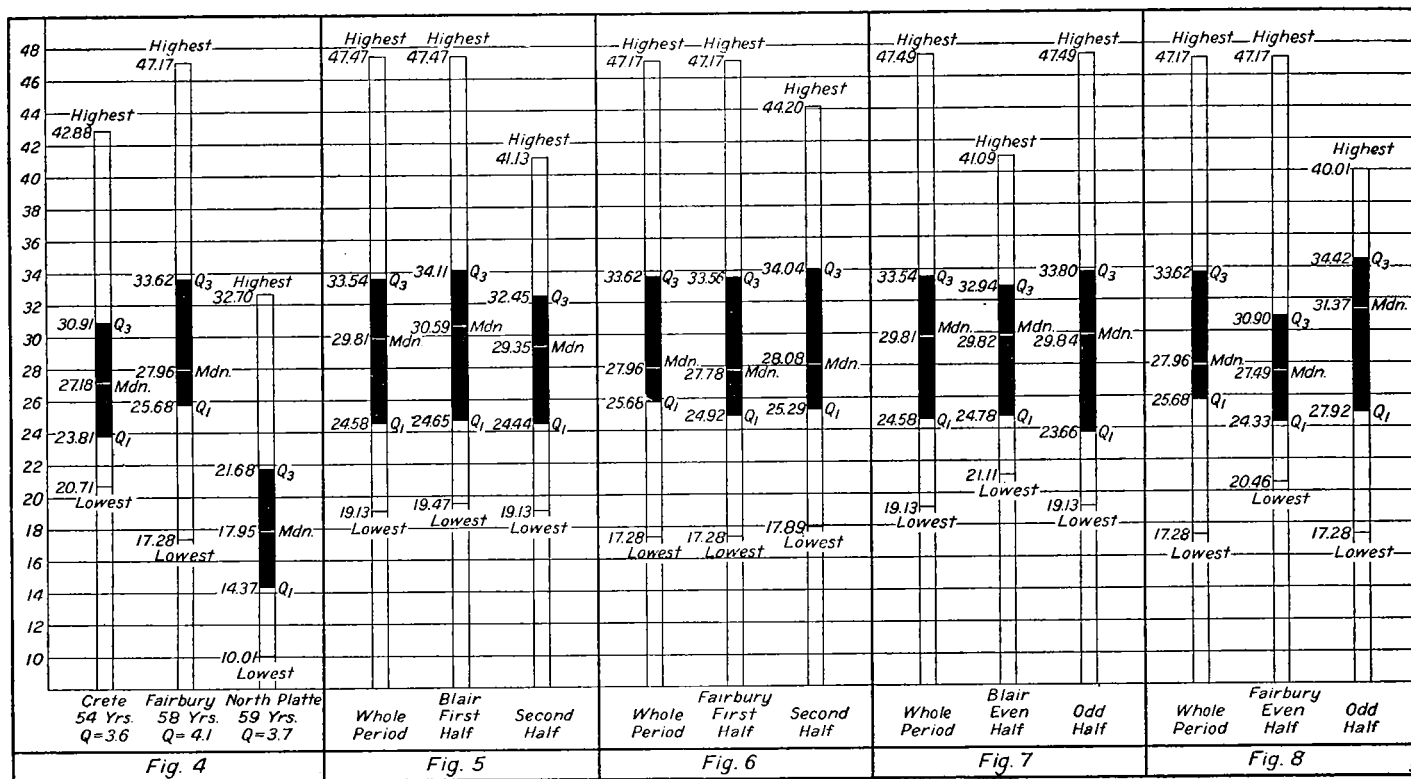 48
46
44
42
40
38
36
34
32
30
28
26
24
22
20
18
16
14
12
10
Highest
42.88
30.91 Q3
27.18 Mdn.
23.81 Q1
20.71
Lowest
Highest
47.17
33.62 Q3
27.96 Mdn.
25.68 Q1
17.28
Lowest
Highest
32.70
21.68 Q3
17.95 Mdn.
14.37 Q1
10.01
Lowest
Crete
54 Yrs.
Q=3.6
Fairbury
58 Yrs.
Q=4.1
North Platte
59 Yrs.
Q=3.7
Fig. 4
Highest
47.47
33.54 Q3
29.81 Mdn.
24.58 Q1
19.13
Lowest
Highest
47.47
34.11 Q3
30.59 Mdn.
24.65 Q1
19.47
Lowest
Highest
41.13
32.45 Q3
29.35 Mdn.
24.44 Q1
19.13
Lowest
Whole
Period
Blair
First
Half
Second
Half
Fig. 5
Highest
47.17
33.62 Q3
27.96 Mdn.
25.68 Q1
17.28
Lowest
Highest
47.17
33.56 Q3
27.78 Mdn.
24.92 Q1
17.28
Lowest
Highest
44.20
34.04 Q3
28.08 Mdn.
25.29 Q1
17.89
Lowest
Whole
Period
Fairbury
First
Half
Second
Half
Fig. 6
Highest
47.49
33.54 Q3
29.81 Mdn.
24.58 Q1
19.13
Lowest
Highest
41.09
32.94 Q3
29.82 Mdn.
24.78 Q1
21.11
Lowest
Highest
47.49
33.80 Q3
29.84 Mdn.
23.66 Q1
19.13
Lowest
Whole
Period
Blair
Even
Half
Odd
Half
Fig. 7
Highest
47.17
33.62 Q3
27.96 Mdn.
25.68 Q1
17.28
Lowest
Highest
47.17
30.90 Q3
27.49 Mdn.
24.33 Q1
20.46
Lowest
Highest
40.01
34.42 Q3
31.37 Mdn.
27.92 Q1
17.28
Lowest
Whole
Period
Fairbury
Even
Half
Odd
Half
Fig. 8